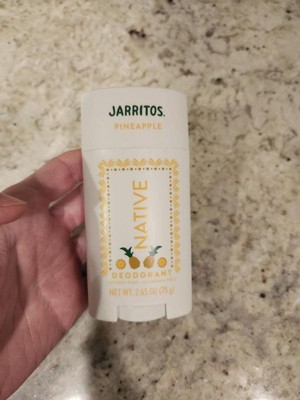 JARRITOS.
PINEAPPLE
NATIVE
DEODORANT
NET WT. 2.65 OZ (75 g)